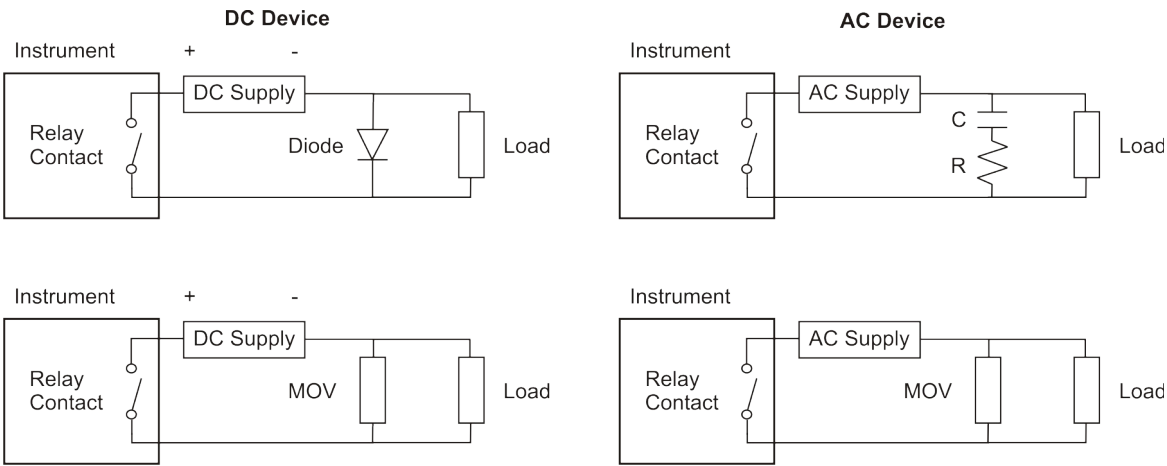 DC Device
Instrument + -
DC Supply
Relay
Contact
Diode
Load
AC Device
Instrument
AC Supply
Relay
Contact
C
R
Load
Instrument + -
DC Supply
Relay
Contact
MOV
Load
Instrument
AC Supply
Relay
Contact
MOV
Load